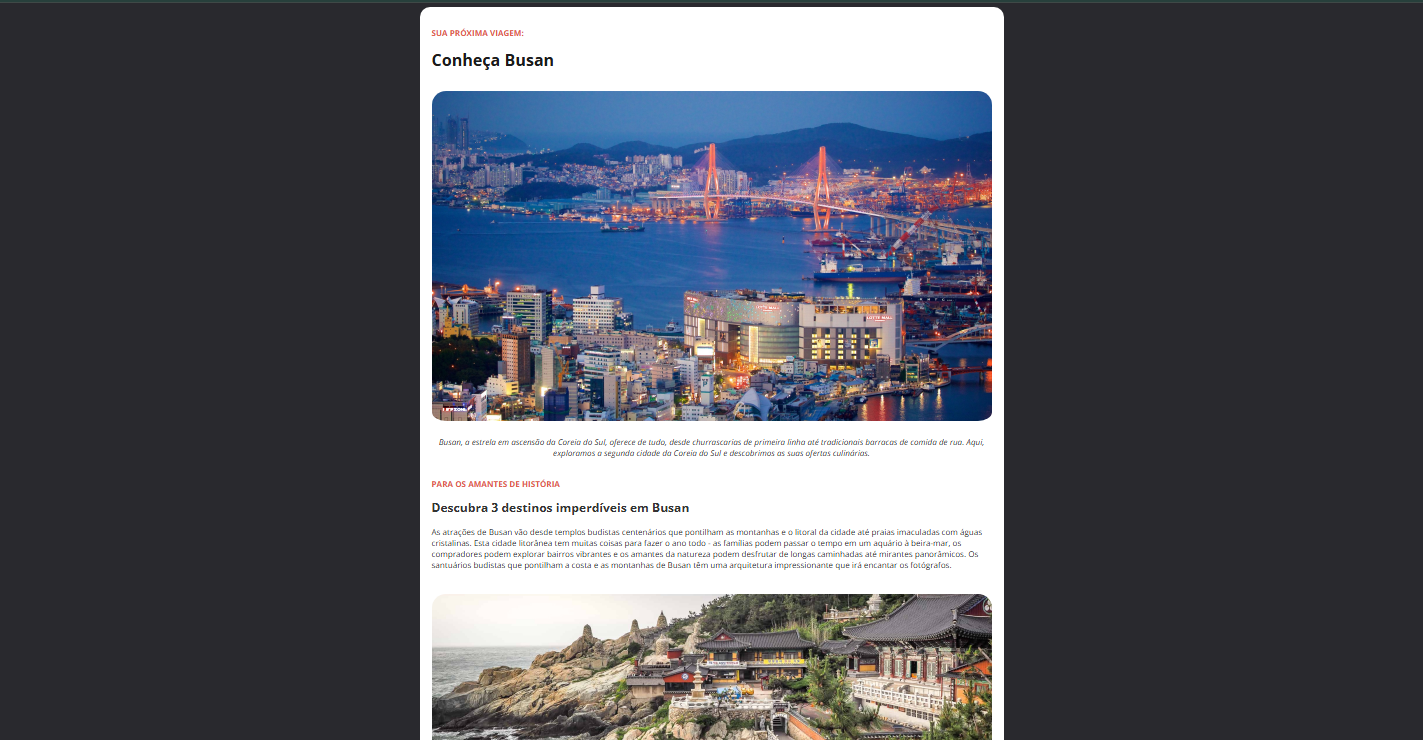 SUA PRÓXIMA VIAGEM:
Conheça Busan
LOTTE MALL
LOTTE MALL
Busan, a estrela em ascensão da Coreia do Sul, oferece de tudo, desde churrascarias de primeira linha até tradicionais barracas de comida de rua. Aqui,
exploramos a segunda cidade da Coreia do Sul e descobrimos as suas ofertas culinárias.
PARA OS AMANTES DE HISTÓRIA
Descubra 3 destinos imperdíveis em Busan
As atrações de Busan vão desde templos budistas centenários que pontilham as montanhas e o litoral da cidade até praias imaculadas com águas
cristalinas. Esta cidade litorânea tem muitas coisas para fazer o ano todo - as famílias podem passar o tempo em um aquário à beira-mar, os
compradores podem explorar bairros vibrantes e os amantes da natureza podem desfrutar de longas caminhadas até mirantes panorâmicos. Os
santuários budistas que pontilham a costa e as montanhas de Busan têm uma arquitetura impressionante que irá encantar os fotógrafos.